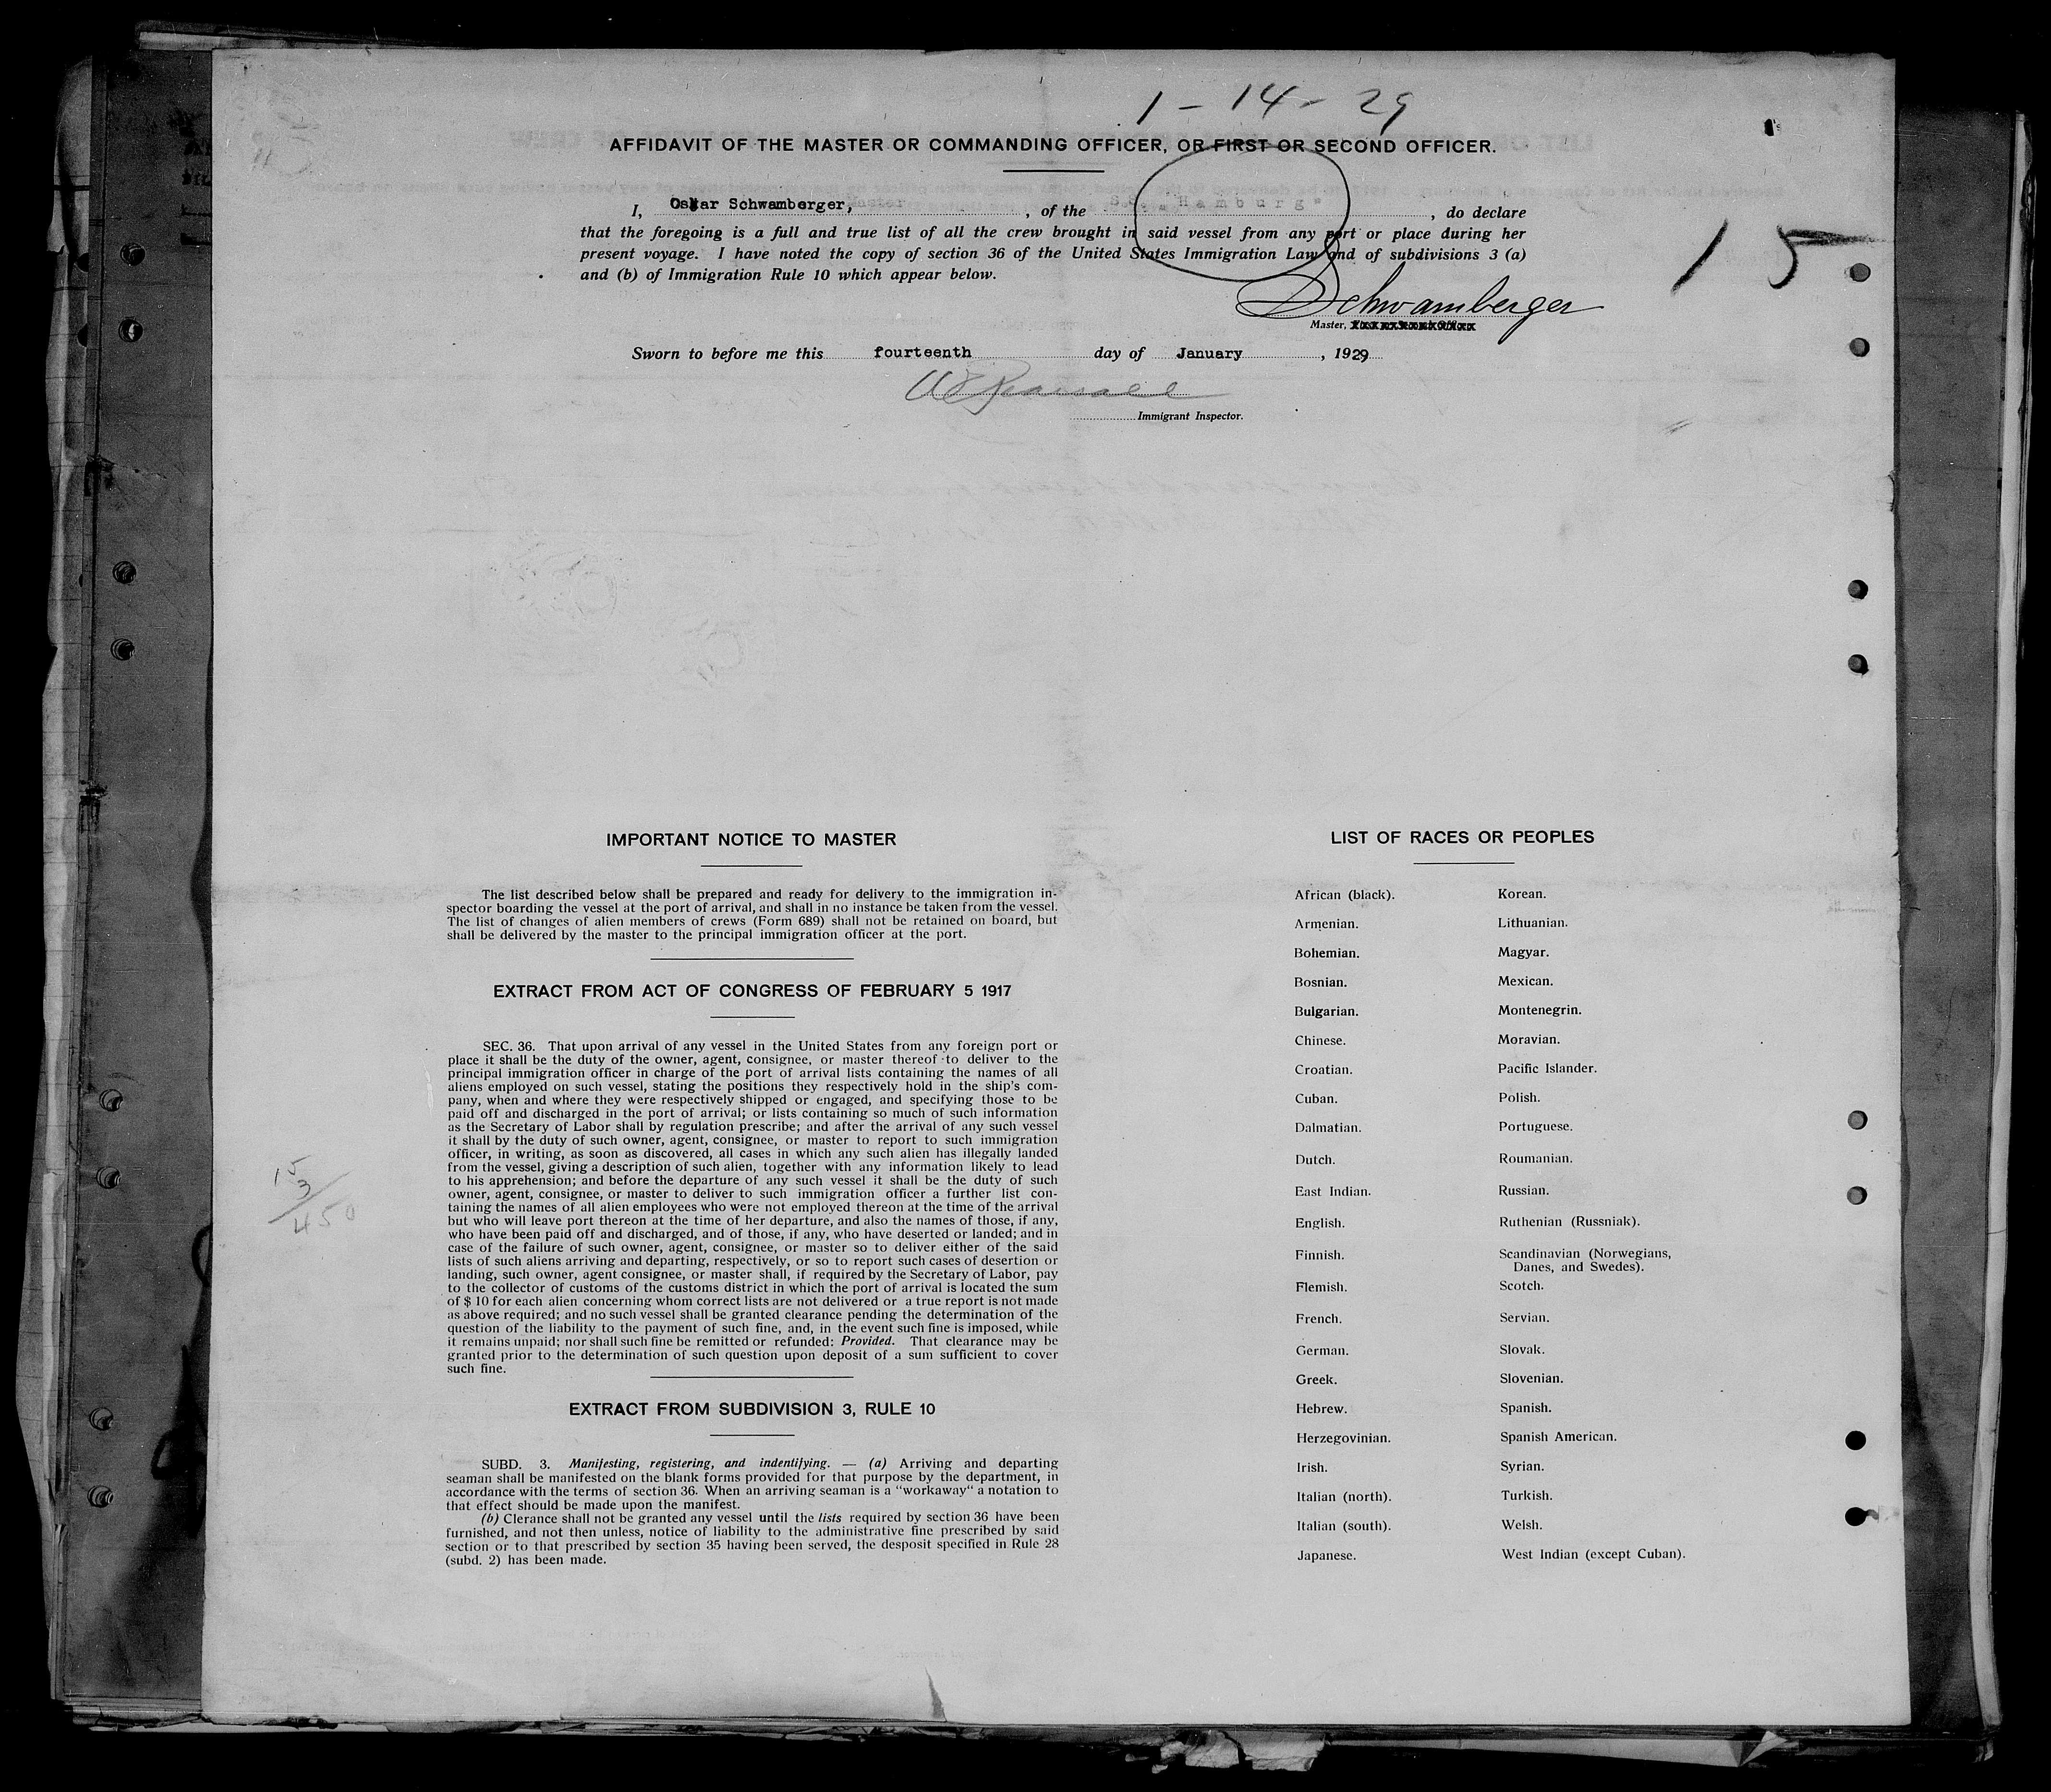 1 - 14 - 29
AFFIDAVIT OF THE MASTER OR COMMANDING OFFICER, OR FIRST OR SECOND OFFICER.
I, Oskar Schwamberger, Master, of the S.S. "Hamburg", do declare
that the foregoing is a full and true list of all the crew brought in said vessel from any port or place during her
present voyage. I have noted the copy of section 36 of the United States Immigration Law and of subdivisions 3 (a)
and (b) of Immigration Rule 10 which appear below.
15
Schwamberger
Master,
Sworn to before me this fourteenth day of January, 1929
Immigrant Inspector.
IMPORTANT NOTICE TO MASTER
The list described below shall be prepared and ready for delivery to the immigration in-
spector boarding the vessel at the port of arrival, and shall in no instance be taken from the vessel.
The list of changes of alien members of crews (Form 689) shall not be retained on board, but
shall be delivered by the master to the principal immigration officer at the port.
EXTRACT FROM ACT OF CONGRESS OF FEBRUARY 5 1917
SEC. 36. That upon arrival of any vessel in the United States from any foreign port or
place it shall be the duty of the owner, agent, consignee, or master thereof to deliver to the
principal immigration officer in charge of the port of arrival lists containing the names of all
aliens employed on such vessel, stating the positions they respectively hold in the ship's com-
pany, when and where they were respectively shipped or engaged, and specifying those to be
paid off and discharged in the port of arrival; or lists containing so much of such information
as the Secretary of Labor shall by regulation prescribe; and after the arrival of any such vessel
it shall by the duty of such owner, agent, consignee, or master to report to such immigration
officer, in writing, as soon as discovered, all cases in which any such alien has illegally landed
from the vessel, giving a description of such alien, together with any information likely to lead
to his apprehension; and before the departure of any such vessel it shall be the duty of such
owner, agent, consignee, or master to deliver to such immigration officer a further list con-
taining the names of all alien employees who were not employed thereon at the time of the arrival
but who will leave port thereon at the time of her departure, and also the names of those, if any,
who have been paid off and discharged, and of those, if any, who have deserted or landed; and in
case of the failure of such owner, agent, consignee, or master so to deliver either of the said
lists of such aliens arriving and departing, respectively, or so to report such cases of desertion or
landing, such owner, agent consignee, or master shall, if required by the Secretary of Labor, pay
to the collector of customs of the customs district in which the port of arrival is located the sum
of $ 10 for each alien concerning whom correct lists are not delivered or a true report is not made
as above required; and no such vessel shall be granted clearance pending the determination of the
question of the liability to the payment of such fine, and, in the event such fine is imposed, while
it remains unpaid; nor shall such fine be remitted or refunded: Provided. That clearance may be
granted prior to the determination of such question upon deposit of a sum sufficient to cover
such fine.
15
3
450
EXTRACT FROM SUBDIVISION 3, RULE 10
SUBD. 3. Manifesting, registering, and indentifying. — (a) Arriving and departing
seaman shall be manifested on the blank forms provided for that purpose by the department, in
accordance with the terms of section 36. When an arriving seaman is a "workaway" a notation to
that effect should be made upon the manifest.
(b) Clerance shall not be granted any vessel until the lists required by section 36 have been
furnished, and not then unless, notice of liability to the administrative fine prescribed by said
section or to that prescribed by section 35 having been served, the desposit specified in Rule 28
(subd. 2) has been made.
LIST OF RACES OR PEOPLES
African (black).
Armenian.
Bohemian.
Bosnian.
Bulgarian.
Chinese.
Croatian.
Cuban.
Dalmatian.
Dutch.
East Indian.
English.
Finnish.
Flemish.
French.
German.
Greek.
Hebrew.
Herzegovinian.
Irish.
Italian (north).
Italian (south).
Japanese.
Korean.
Lithuanian.
Magyar.
Mexican.
Montenegrin.
Moravian.
Pacific Islander.
Polish.
Portuguese.
Roumanian.
Russian.
Ruthenian (Russniak).
Scandinavian (Norwegians,
Danes, and Swedes).
Scotch.
Servian.
Slovak.
Slovenian.
Spanish.
Spanish American.
Syrian.
Turkish.
Welsh.
West Indian (except Cuban).